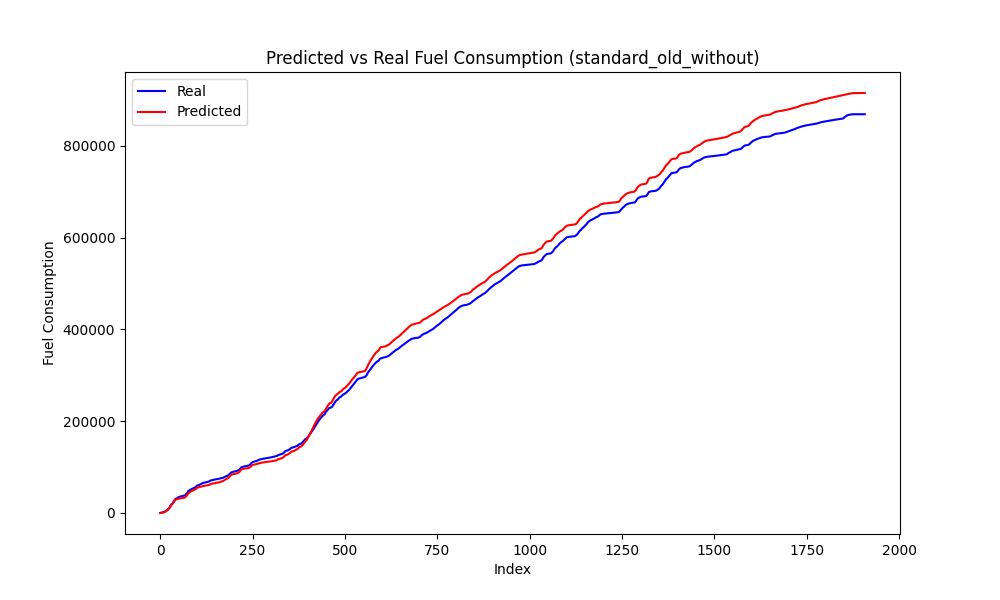 Predicted vs Real Fuel Consumption (standard_old_without)
Real
Predicted
800000
600000
400000
200000
0
Fuel Consumption
0 250 500 750 1000 1250 1500 1750 2000
Index